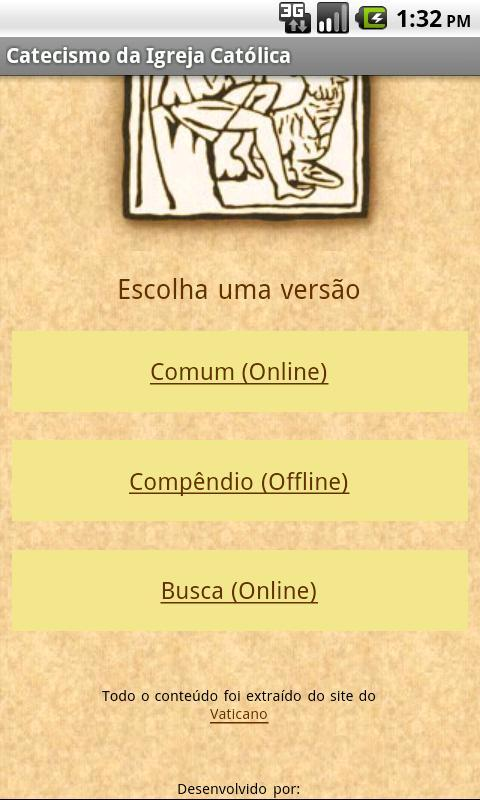 3G 1:32 PM
Catecismo da Igreja Católica
Escolha uma versão
Comum (Online)
Compêndio (Offline)
Busca (Online)
Todo o conteúdo foi extraído do site do
Vaticano
Desenvolvido por: